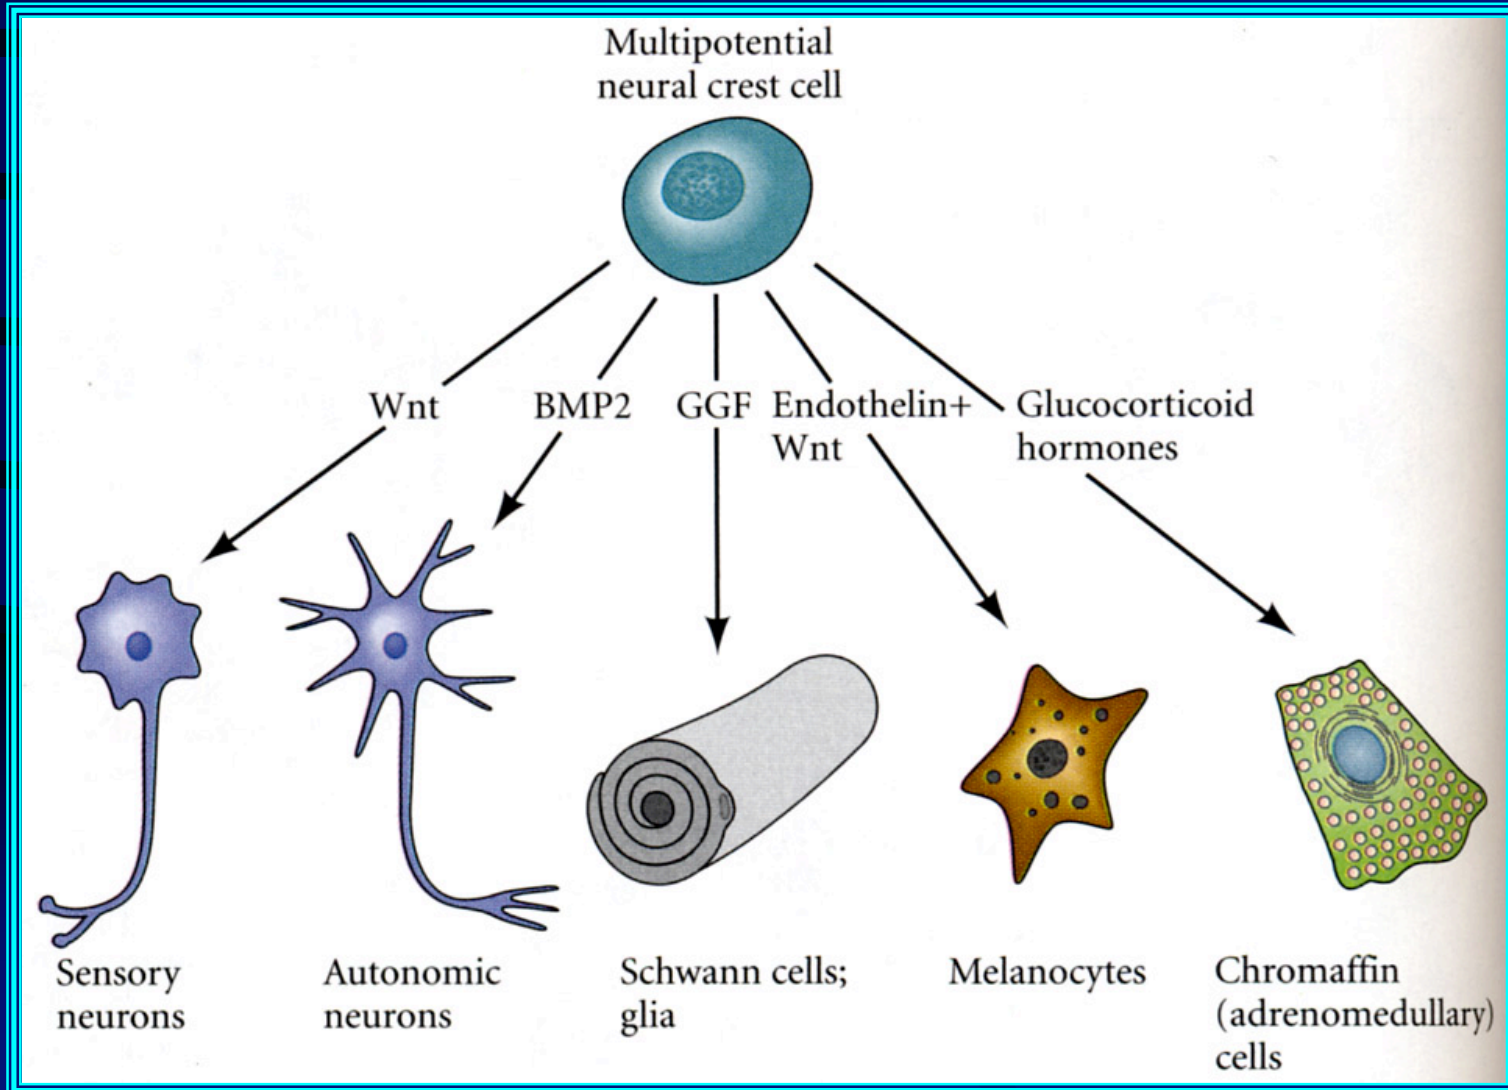 Multipotential
neural crest cell
Wnt
BMP2
GGF
Endothelin+
Wnt
Glucocorticoid
hormones
Sensory
neurons
Autonomic
neurons
Schwann cells;
glia
Melanocytes
Chromaffin
(adrenomedullary)
cells